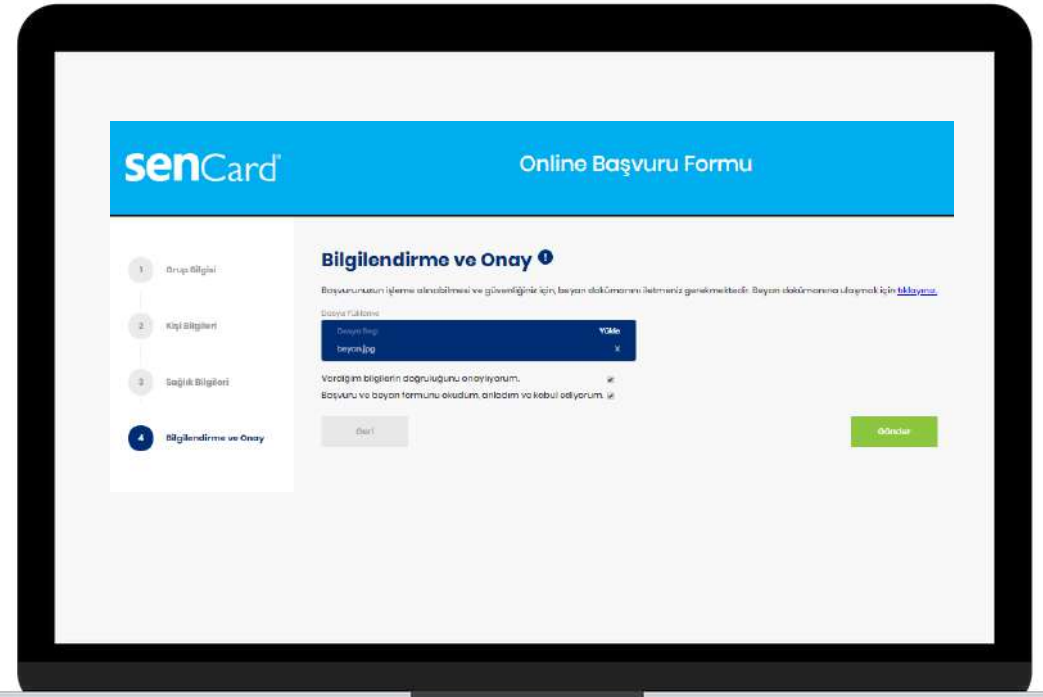 senCard
Online Başvuru Formu
1 Grup Bilgisi
2 Kişi Bilgileri
3 Sağlık Bilgileri
4 Bilgilendirme ve Onay
Bilgilendirme ve Onay
Başvurunuzun işleme alınabilmesi ve güvenliğiniz için, beyan dokümanını iletmeniz gerekmektedir. Beyan dokümanına ulaşmak için tıklayınız.
Dosya Yükleme
Dosya Seç Yükle
beyan.jpg X
Verdiğim bilgilerin doğruluğunu onaylıyorum.
Başvuru ve beyan formunu okudum, anladım ve kabul ediyorum.
Geri
Gönder